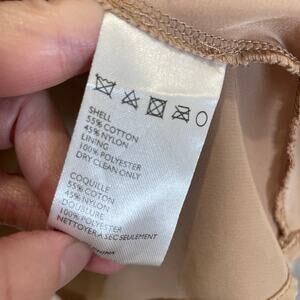 SHELL
55% COTTON
45% NYLON
LINING
100% POLYESTER
DRY CLEAN ONLY
COQUILLE
55% COTON
45% NYLON
DOUBLURE
100% POLYESTER
NETTOYER A SEC SEULEMENT